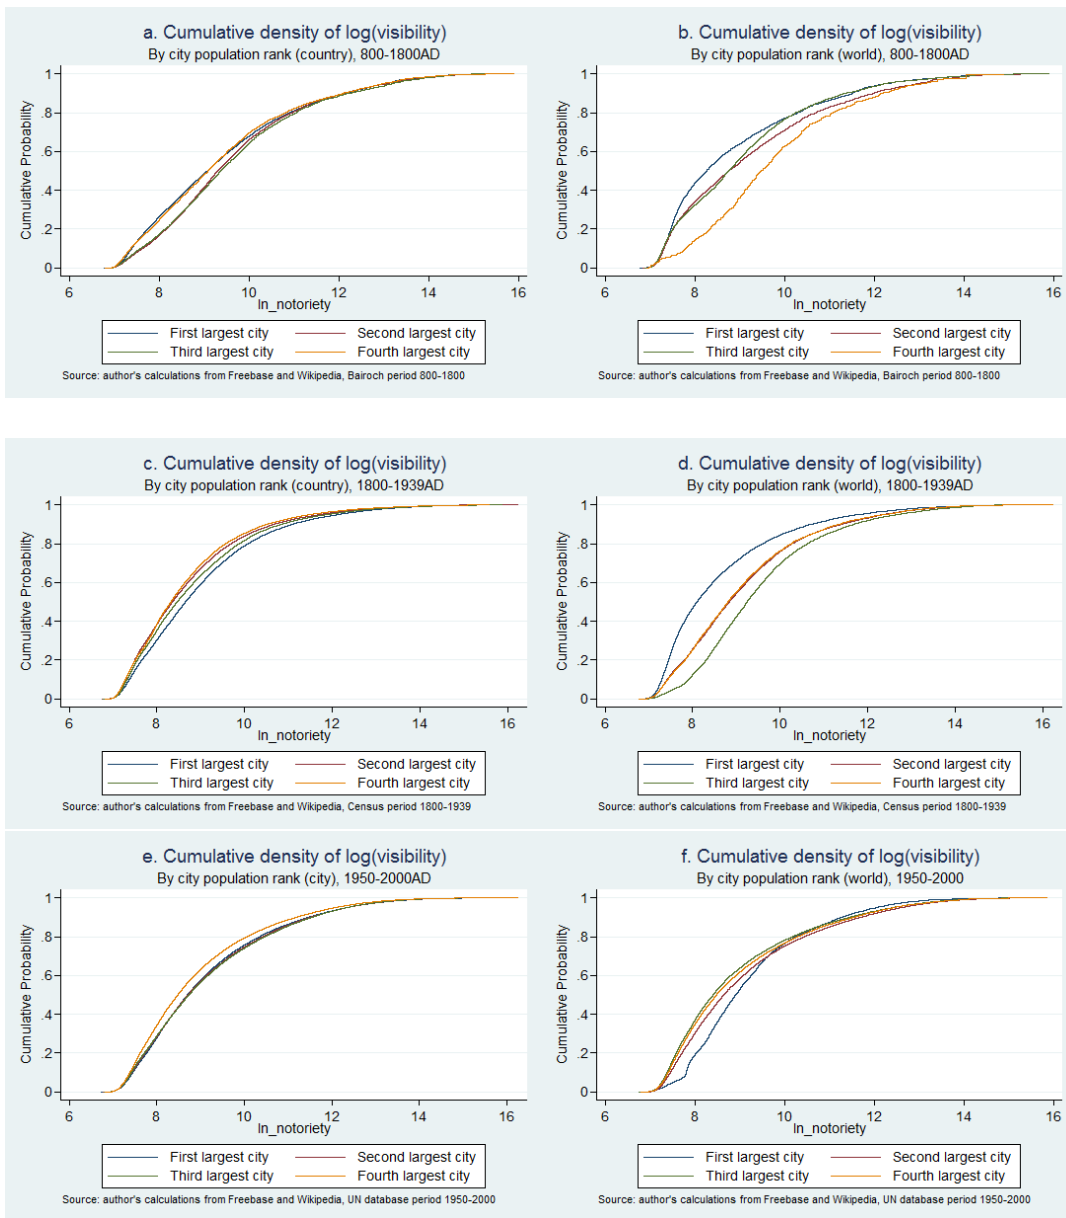 a. Cumulative density of log(visibility)
By city population rank (country), 800-1800AD
Cumulative Probability
1
.8
.6
.4
.2
0
6 8 10 12 14 16
ln_notoriety
First largest city Second largest city
Third largest city Fourth largest city
Source: author's calculations from Freebase and Wikipedia, Bairoch period 800-1800
b. Cumulative density of log(visibility)
By city population rank (world), 800-1800AD
Cumulative Probability
1
.8
.6
.4
.2
0
6 8 10 12 14 16
ln_notoriety
First largest city Second largest city
Third largest city Fourth largest city
Source: author's calculations from Freebase and Wikipedia, Bairoch period 800-1800
c. Cumulative density of log(visibility)
By city population rank (country), 1800-1939AD
Cumulative Probability
1
.8
.6
.4
.2
0
6 8 10 12 14 16
ln_notoriety
First largest city Second largest city
Third largest city Fourth largest city
Source: author's calculations from Freebase and Wikipedia, Census period 1800-1939
d. Cumulative density of log(visibility)
By city population rank (world), 1800-1939AD
Cumulative Probability
1
.8
.6
.4
.2
0
6 8 10 12 14 16
ln_notoriety
First largest city Second largest city
Third largest city Fourth largest city
Source: author's calculations from Freebase and Wikipedia, Census period 1800-1939
e. Cumulative density of log(visibility)
By city population rank (city), 1950-2000AD
Cumulative Probability
1
.8
.6
.4
.2
0
6 8 10 12 14 16
ln_notoriety
First largest city Second largest city
Third largest city Fourth largest city
Source: author's calculations from Freebase and Wikipedia, UN database period 1950-2000
f. Cumulative density of log(visibility)
By city population rank (world), 1950-2000
Cumulative Probability
1
.8
.6
.4
.2
0
6 8 10 12 14 16
ln_notoriety
First largest city Second largest city
Third largest city Fourth largest city
Source: author's calculations from Freebase and Wikipedia, UN database period 1950-2000